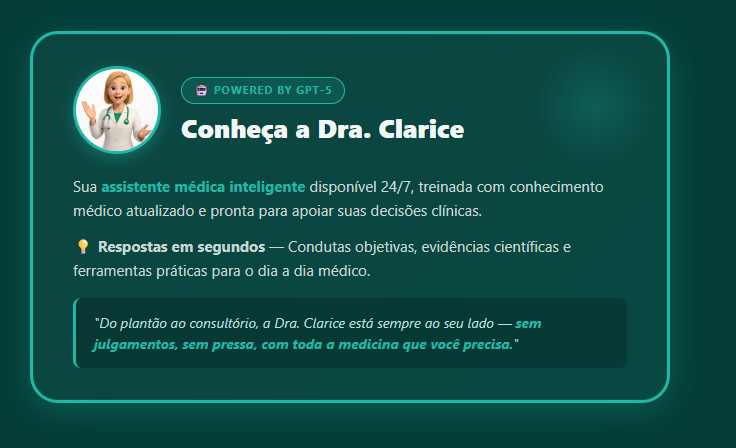 POWERED BY GPT-5
Conheça a Dra. Clarice
Sua assistente médica inteligente disponível 24/7, treinada com conhecimento
médico atualizado e pronta para apoiar suas decisões clínicas.
Respostas em segundos — Condutas objetivas, evidências científicas e
ferramentas práticas para o dia a dia médico.
"Do plantão ao consultório, a Dra. Clarice está sempre ao seu lado — sem
julgamentos, sem pressa, com toda a medicina que você precisa."